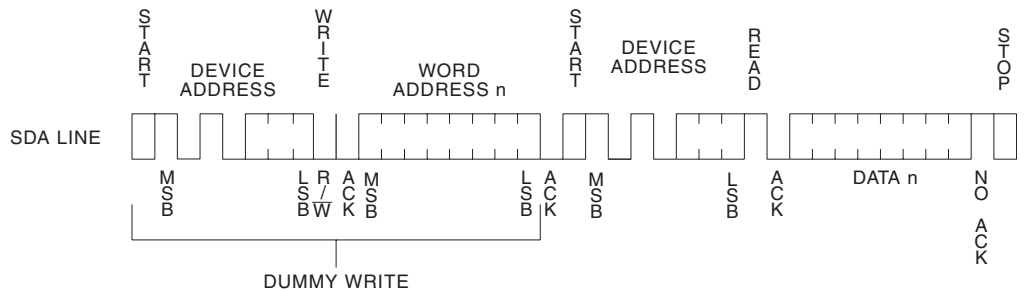 START
DEVICE
ADDRESS
WRITE
WORD
ADDRESS n
START
DEVICE
ADDRESS
READ
STOP
SDA LINE
MSB
LSB
R/W
ACK
MSB
LSB
ACK
MSB
LSB
ACK
DATA n
NO ACK
DUMMY WRITE